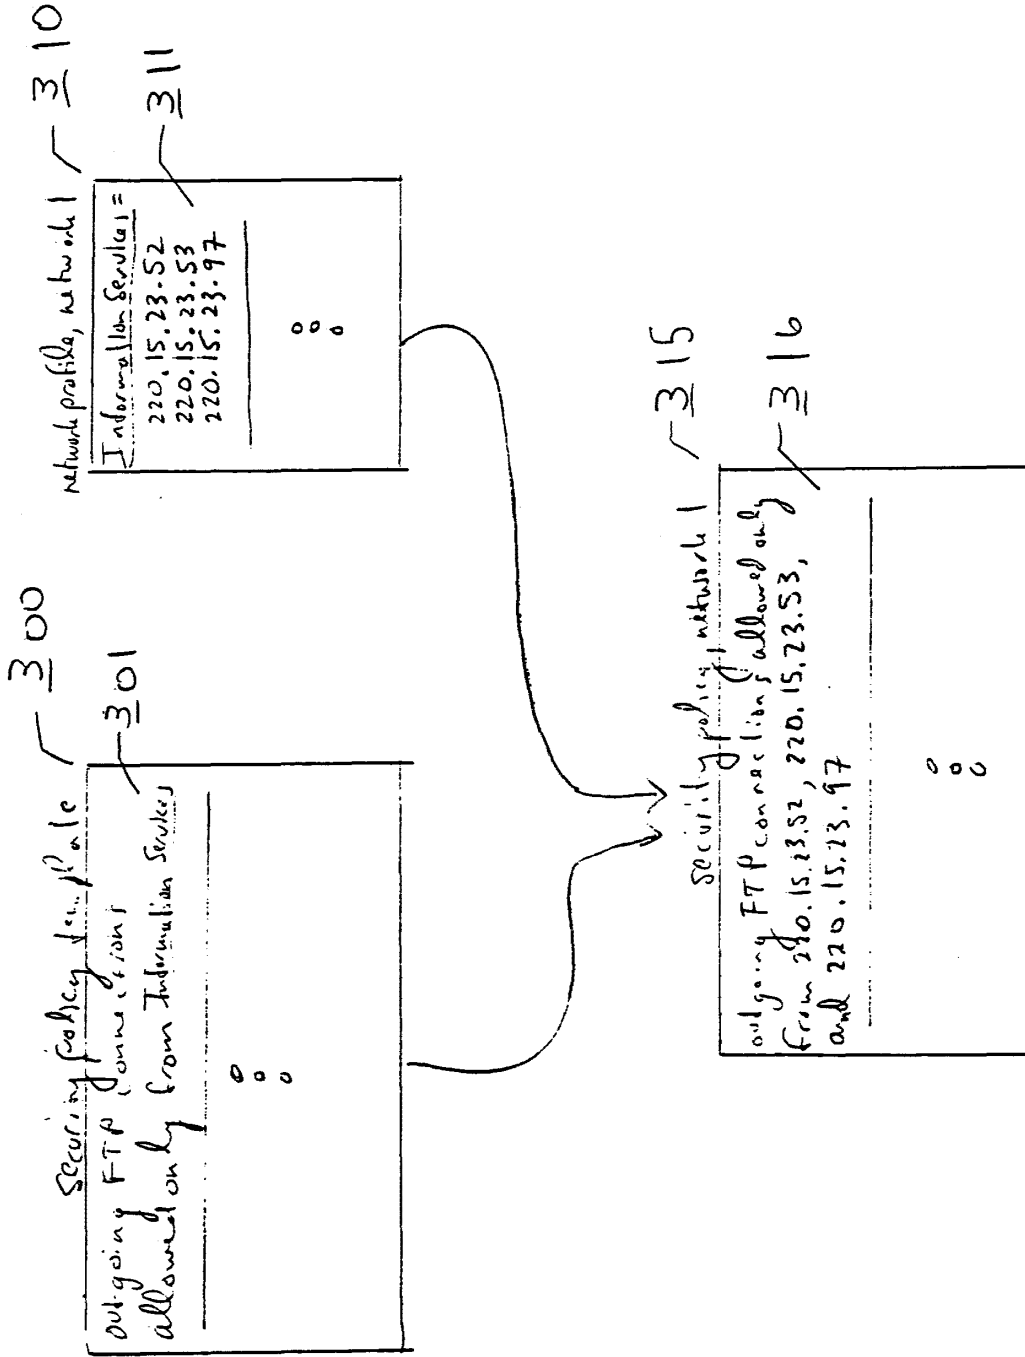 300
security policy template
301
outgoing FTP connections
allowed only from Information Services
310
network profile, network 1
311
Information Services =
220.15.23.52
220.15.23.53
220.15.23.97
315
security policy, network 1
316
outgoing FTP connections allowed only
from 220.15.23.52, 220.15.23.53,
and 220.15.23.97